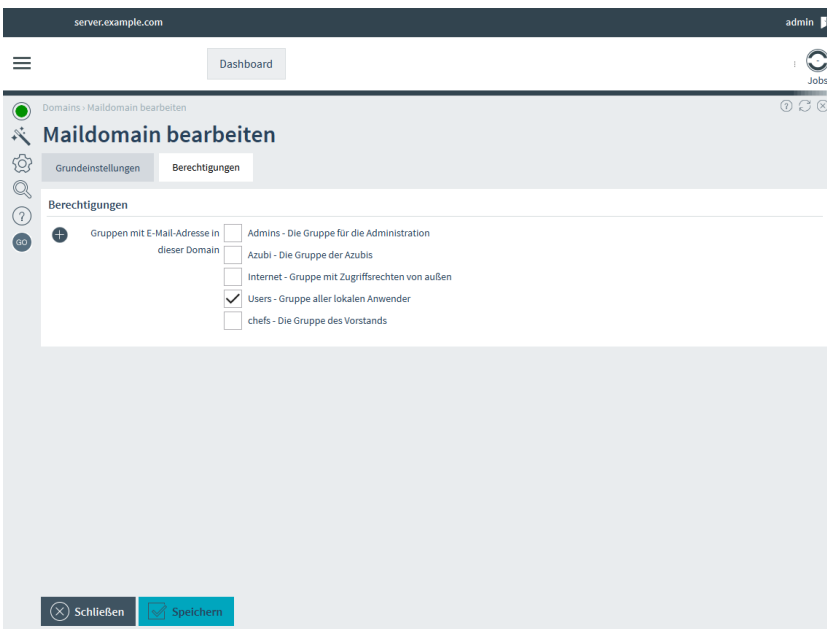 server.example.com
admin
Dashboard
Jobs
Domains › Maildomain bearbeiten
Maildomain bearbeiten
Grundeinstellungen
Berechtigungen
Berechtigungen
Gruppen mit E-Mail-Adresse in
dieser Domain
Admins - Die Gruppe für die Administration
Azubi - Die Gruppe der Azubis
Internet - Gruppe mit Zugriffsrechten von außen
Users - Gruppe aller lokalen Anwender
chefs - Die Gruppe des Vorstands
GO
Schließen
Speichern